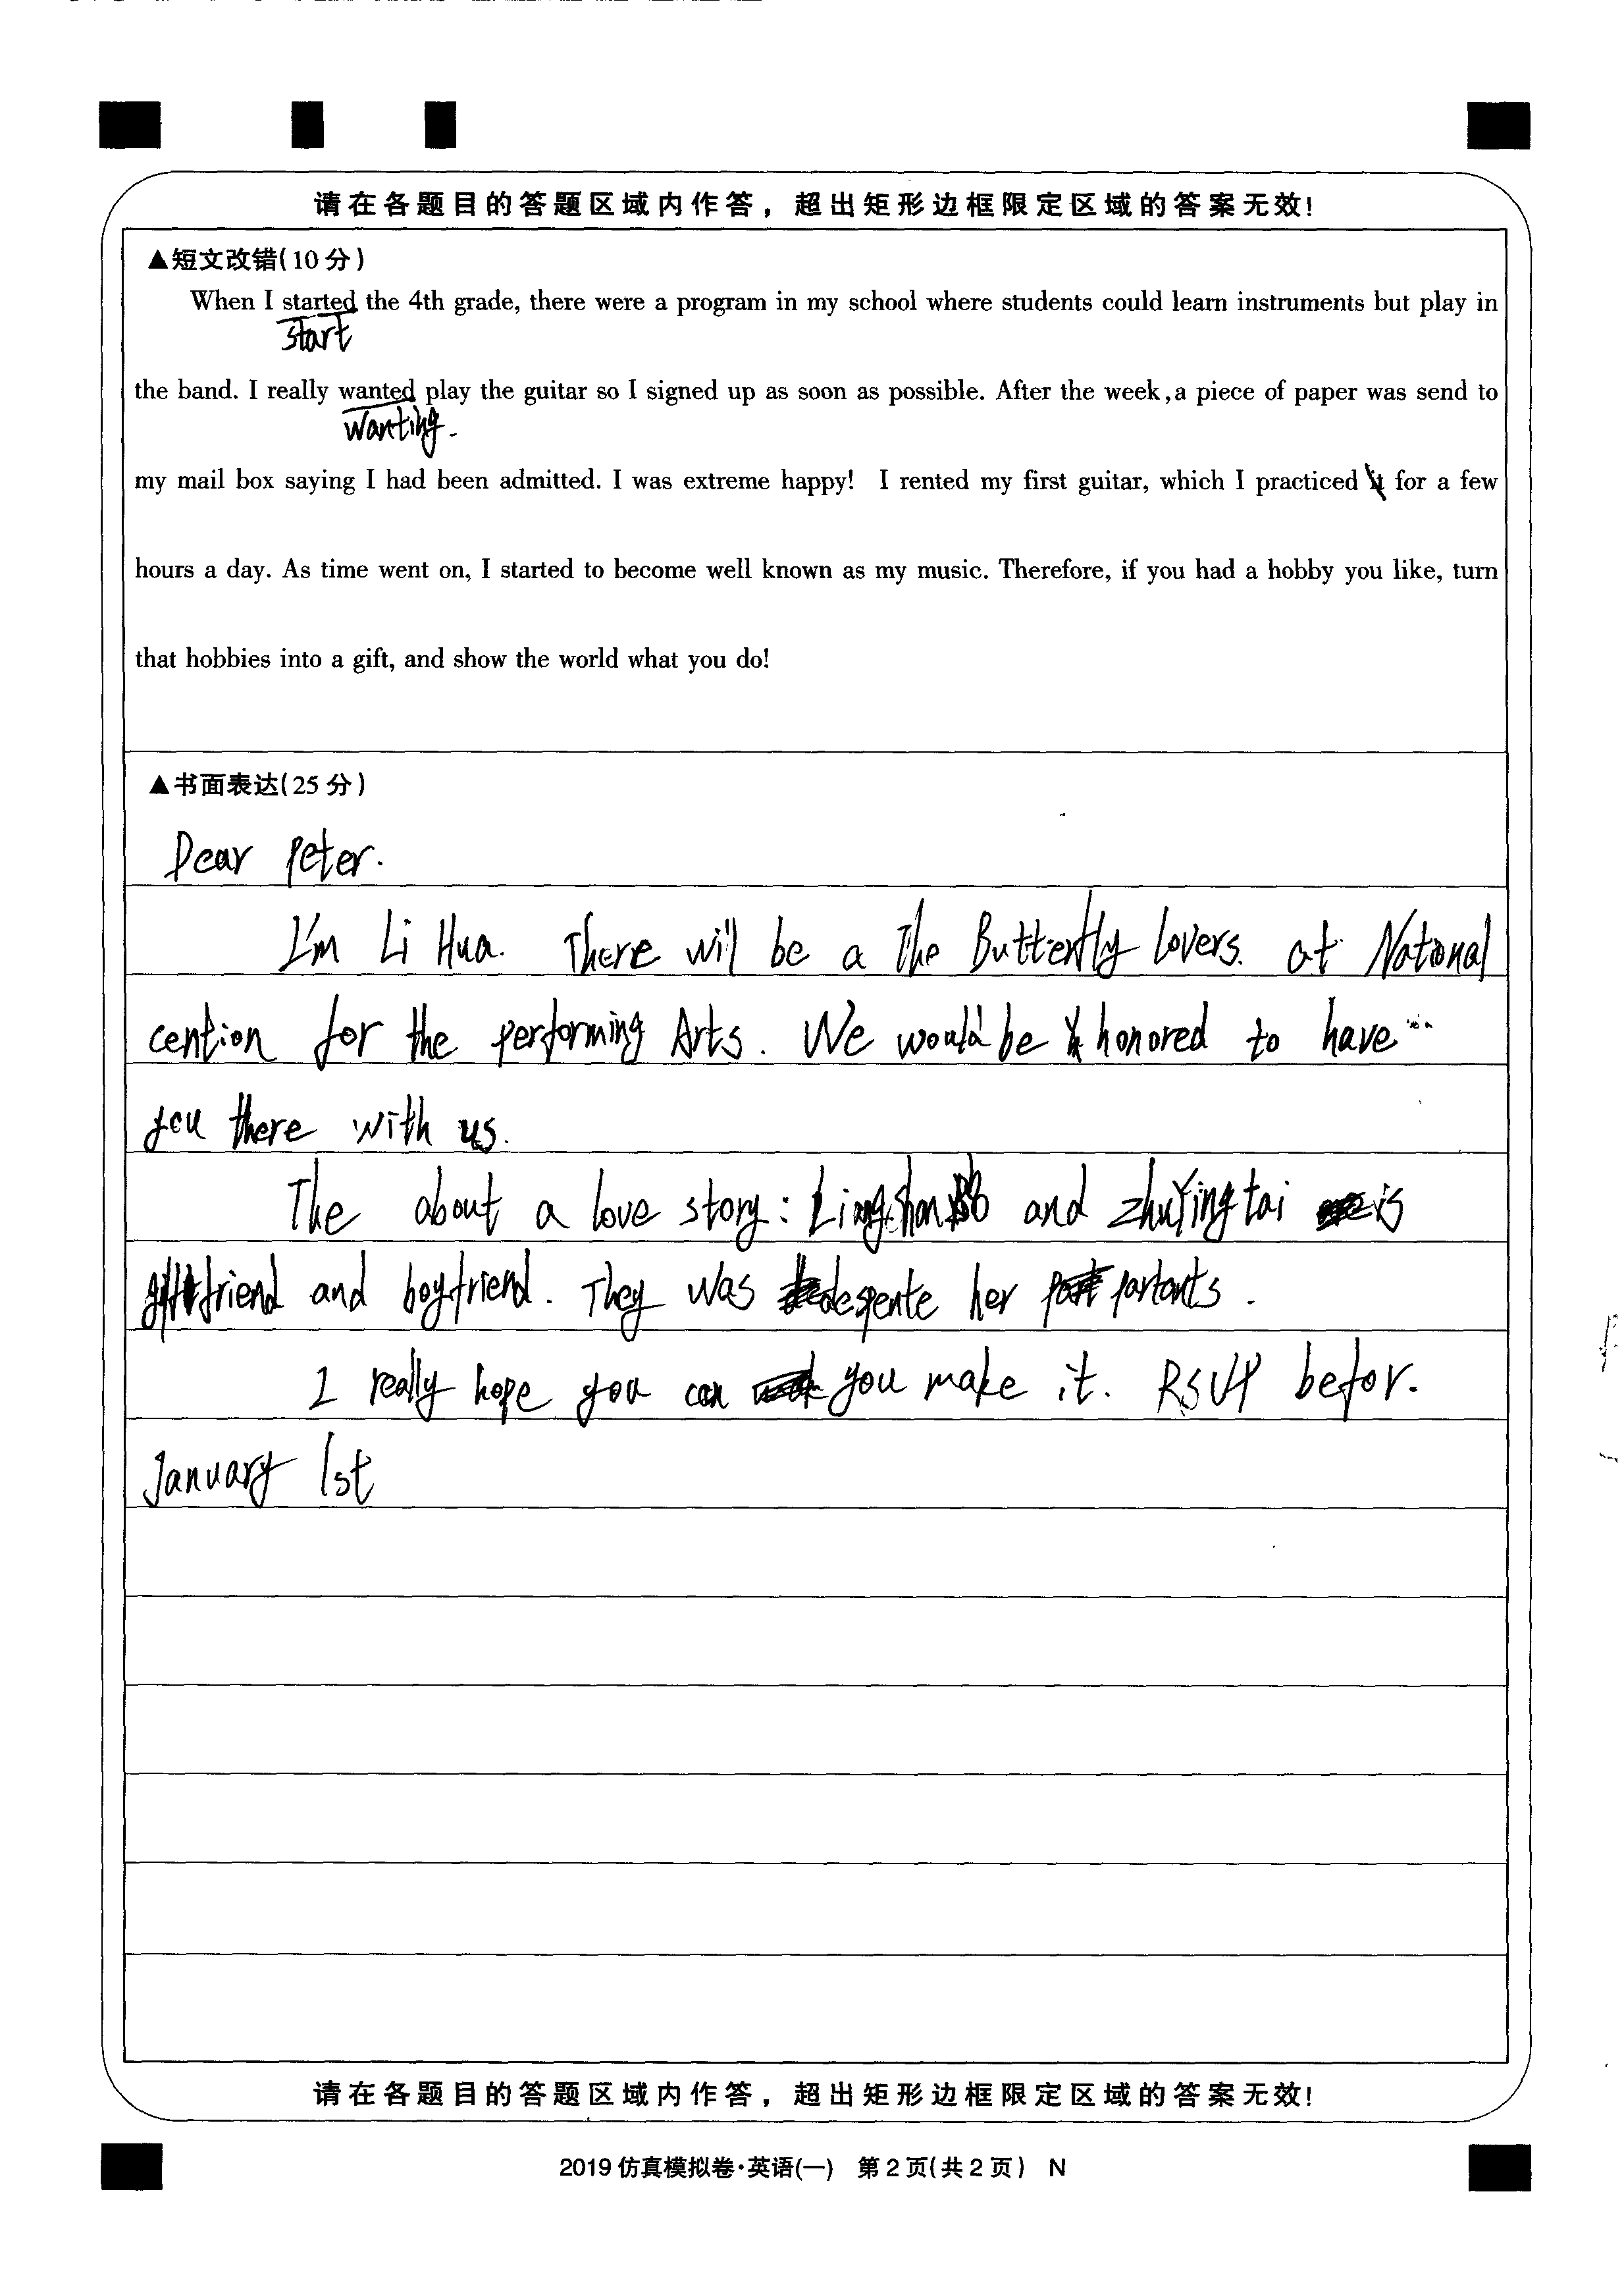 请在各题目的答题区域内作答，超出矩形边框限定区域的答案无效!
▲短文改错(10分)
When I started the 4th grade, there were a program in my school where students could learn instruments but play in
start
the band. I really wanted play the guitar so I signed up as soon as possible. After the week,a piece of paper was send to
wanting.
my mail box saying I had been admitted. I was extreme happy! I rented my first guitar, which I practiced it for a few
hours a day. As time went on, I started to become well known as my music. Therefore, if you had a hobby you like, turn
that hobbies into a gift, and show the world what you do!
▲书面表达(25分)
Dear Peter.
I'm Li Hua. There will be a The Butterfly lovers. at National
cention for the performing Arts. We would be honored to have
you there with us.
The about a love story: and zhuYingtai is
friend and boyfriend. They was despente her partants.
I really hope you can you make it. RSVP befor.
January 1st
请在各题目的答题区域内作答，超出矩形边框限定区域的答案无效!
2019仿真模拟卷·英语(一) 第2页(共2页) N